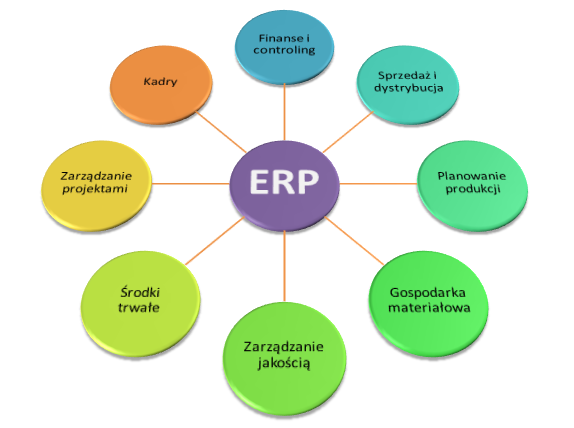 Finanse i
controling
Kadry
Sprzedaż i
dystrybucja
Zarządzanie
projektami
ERP
Planowanie
produkcji
Środki
trwałe
Gospodarka
materiałowa
Zarządzanie
jakością